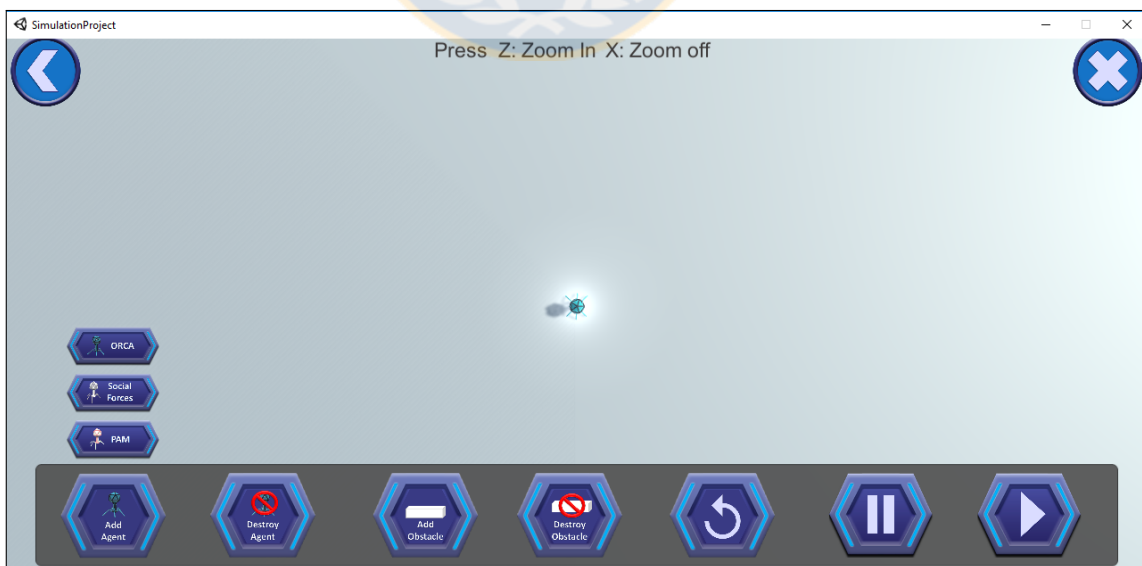 SimulationProject
Press Z: Zoom In X: Zoom off
ORCA
Social
Forces
PAM
Add
Agent
Destroy
Agent
Add
Obstacle
Destroy
Obstacle